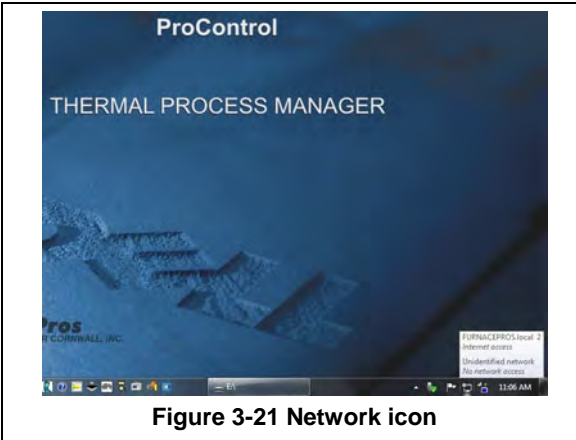 ProControl
THERMAL PROCESS MANAGER
Pros
R CORNWALL, INC.
FURNACEPROS.local 2
Internet access
Unidentified network
No network access
11:06 AM
Figure 3-21 Network icon